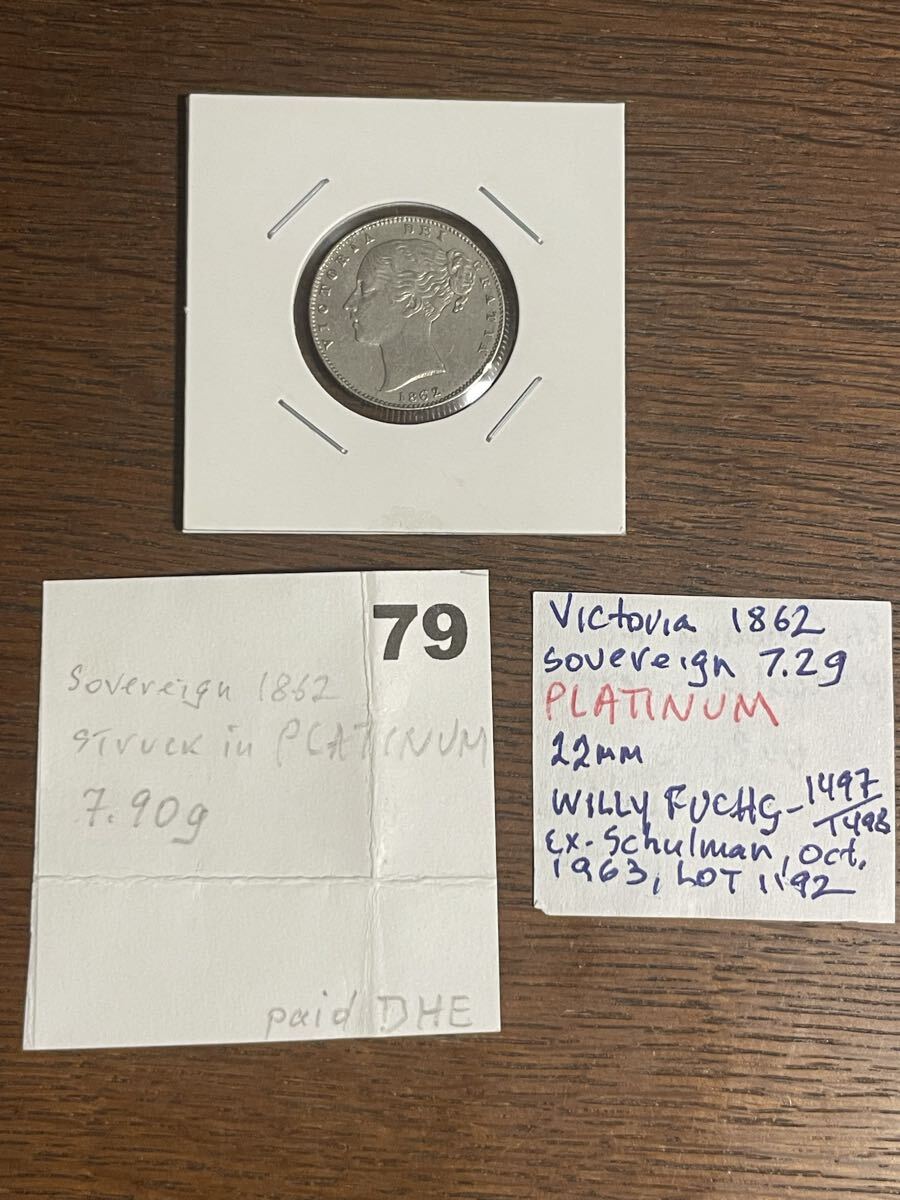 VICTORIA DEI GRATIA
1862
79
Sovereign 1862
struck in PLATINUM
7.90g
paid DHE
Victoria 1862
sovereign 7.2g
PLATINUM
22mm
WILLY FUCHS - 1497/1498
Ex. Schulman, Oct.
1963, LOT 1192